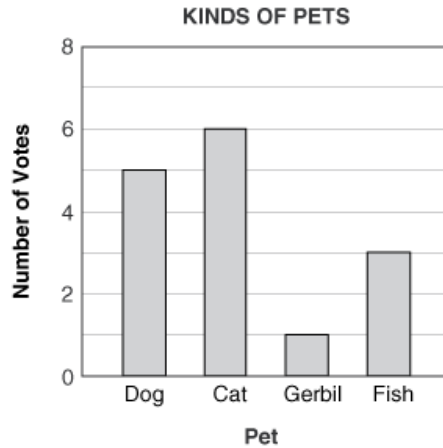 KINDS OF PETS
Number of Votes
8
6
4
2
0
Dog Cat Gerbil Fish
Pet